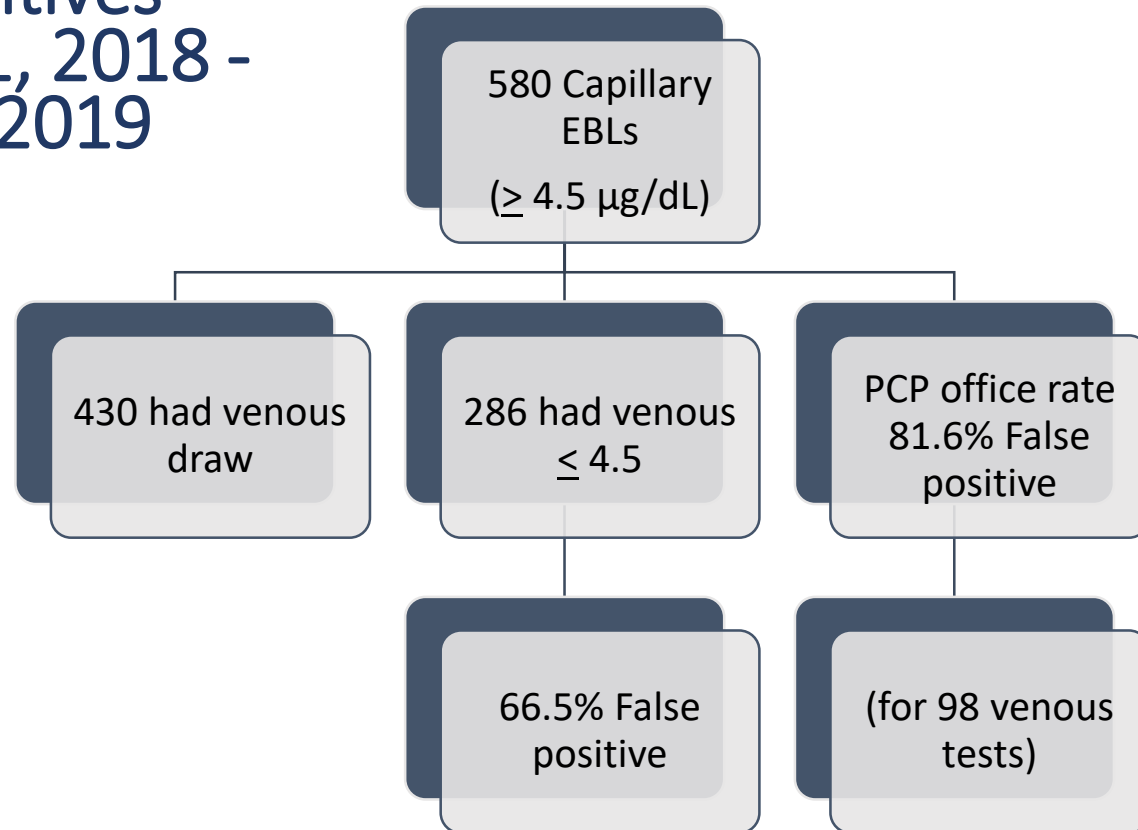 2018 -
2019
580 Capillary
EBLs
(≥ 4.5 µg/dL)
430 had venous
draw
286 had venous
≤ 4.5
PCP office rate
81.6% False
positive
66.5% False
positive
(for 98 venous
tests)